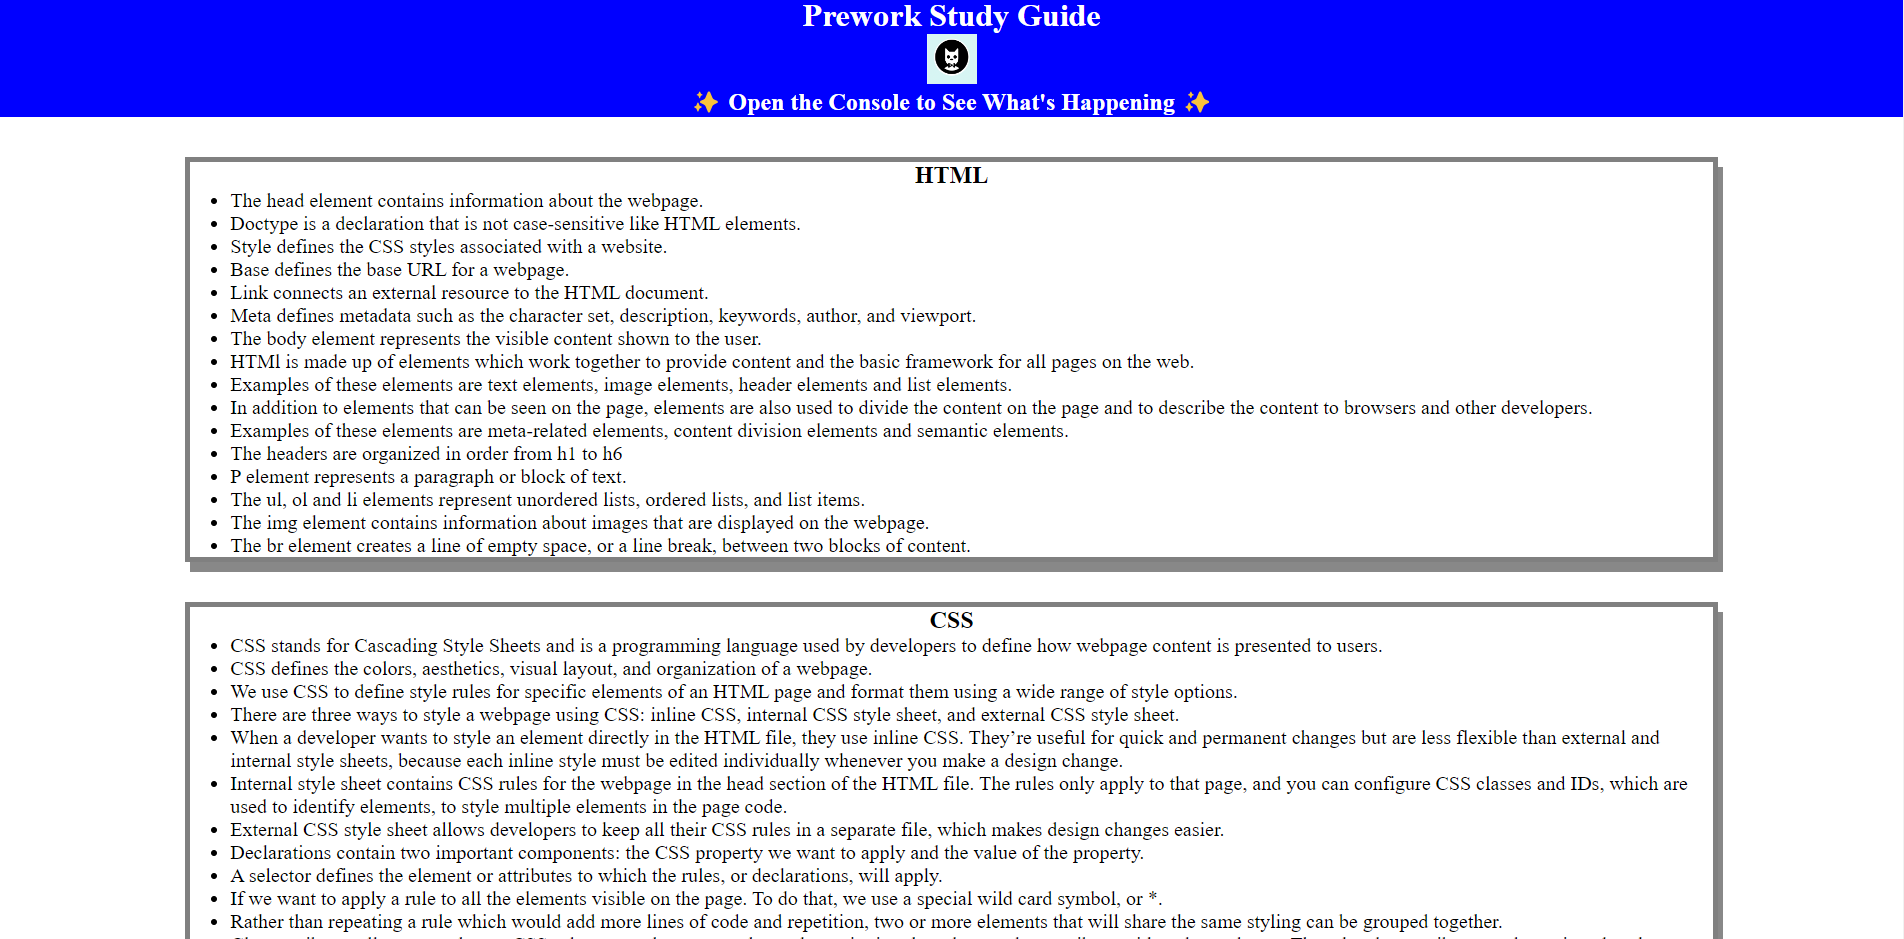 Prework Study Guide
✨ Open the Console to See What's Happening ✨
HTML
• The head element contains information about the webpage.
• Doctype is a declaration that is not case-sensitive like HTML elements.
• Style defines the CSS styles associated with a website.
• Base defines the base URL for a webpage.
• Link connects an external resource to the HTML document.
• Meta defines metadata such as the character set, description, keywords, author, and viewport.
• The body element represents the visible content shown to the user.
• HTMl is made up of elements which work together to provide content and the basic framework for all pages on the web.
• Examples of these elements are text elements, image elements, header elements and list elements.
• In addition to elements that can be seen on the page, elements are also used to divide the content on the page and to describe the content to browsers and other developers.
• Examples of these elements are meta-related elements, content division elements and semantic elements.
• The headers are organized in order from h1 to h6
• P element represents a paragraph or block of text.
• The ul, ol and li elements represent unordered lists, ordered lists, and list items.
• The img element contains information about images that are displayed on the webpage.
• The br element creates a line of empty space, or a line break, between two blocks of content.
CSS
• CSS stands for Cascading Style Sheets and is a programming language used by developers to define how webpage content is presented to users.
• CSS defines the colors, aesthetics, visual layout, and organization of a webpage.
• We use CSS to define style rules for specific elements of an HTML page and format them using a wide range of style options.
• There are three ways to style a webpage using CSS: inline CSS, internal CSS style sheet, and external CSS style sheet.
• When a developer wants to style an element directly in the HTML file, they use inline CSS. They’re useful for quick and permanent changes but are less flexible than external and
internal style sheets, because each inline style must be edited individually whenever you make a design change.
• Internal style sheet contains CSS rules for the webpage in the head section of the HTML file. The rules only apply to that page, and you can configure CSS classes and IDs, which are
used to identify elements, to style multiple elements in the page code.
• External CSS style sheet allows developers to keep all their CSS rules in a separate file, which makes design changes easier.
• Declarations contain two important components: the CSS property we want to apply and the value of the property.
• A selector defines the element or attributes to which the rules, or declarations, will apply.
• If we want to apply a rule to all the elements visible on the page. To do that, we use a special wild card symbol, or *.
• Rather than repeating a rule which would add more lines of code and repetition, two or more elements that will share the same styling can be grouped together.